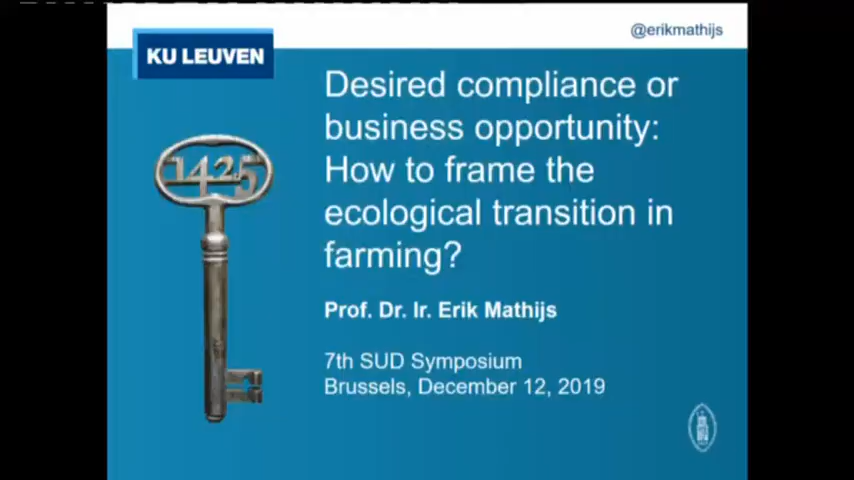 @erikmathijs
KU LEUVEN
Desired compliance or
business opportunity:
How to frame the
ecological transition in
farming?
1425
Prof. Dr. Ir. Erik Mathijs
7th SUD Symposium
Brussels, December 12, 2019